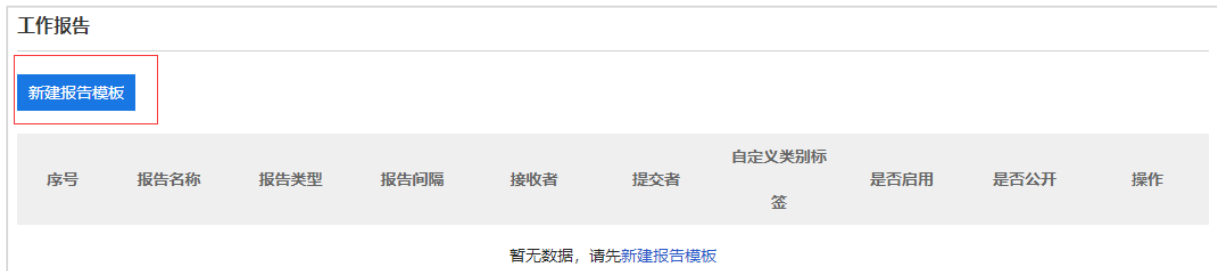 工作报告
新建报告模板
序号 报告名称 报告类型 报告间隔 接收者 提交者 自定义类别标签 是否启用 是否公开 操作
暂无数据，请先新建报告模板